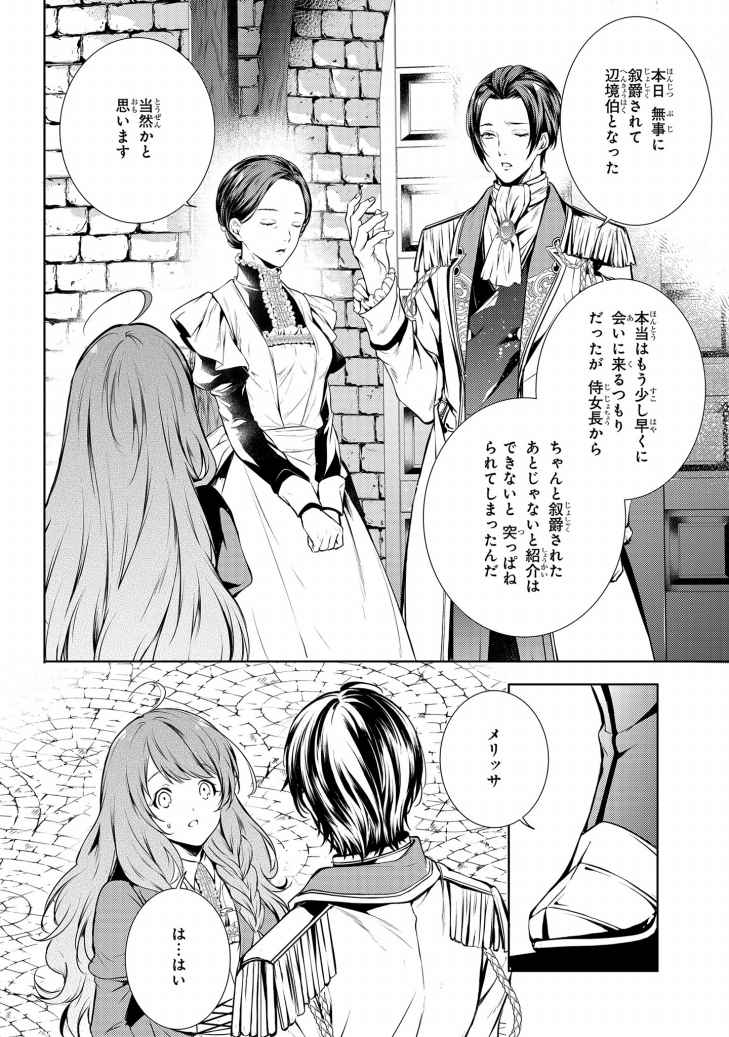 本日 無事に
叙爵されて
辺境伯となった
本当はもう少し早くに
会いに来るつもり
だったが 侍女長から
ちゃんと叙爵された
あとじゃないと紹介は
できないと 突っぱね
られてしまったんだ
当然かと
思います
メリッサ
は…はい